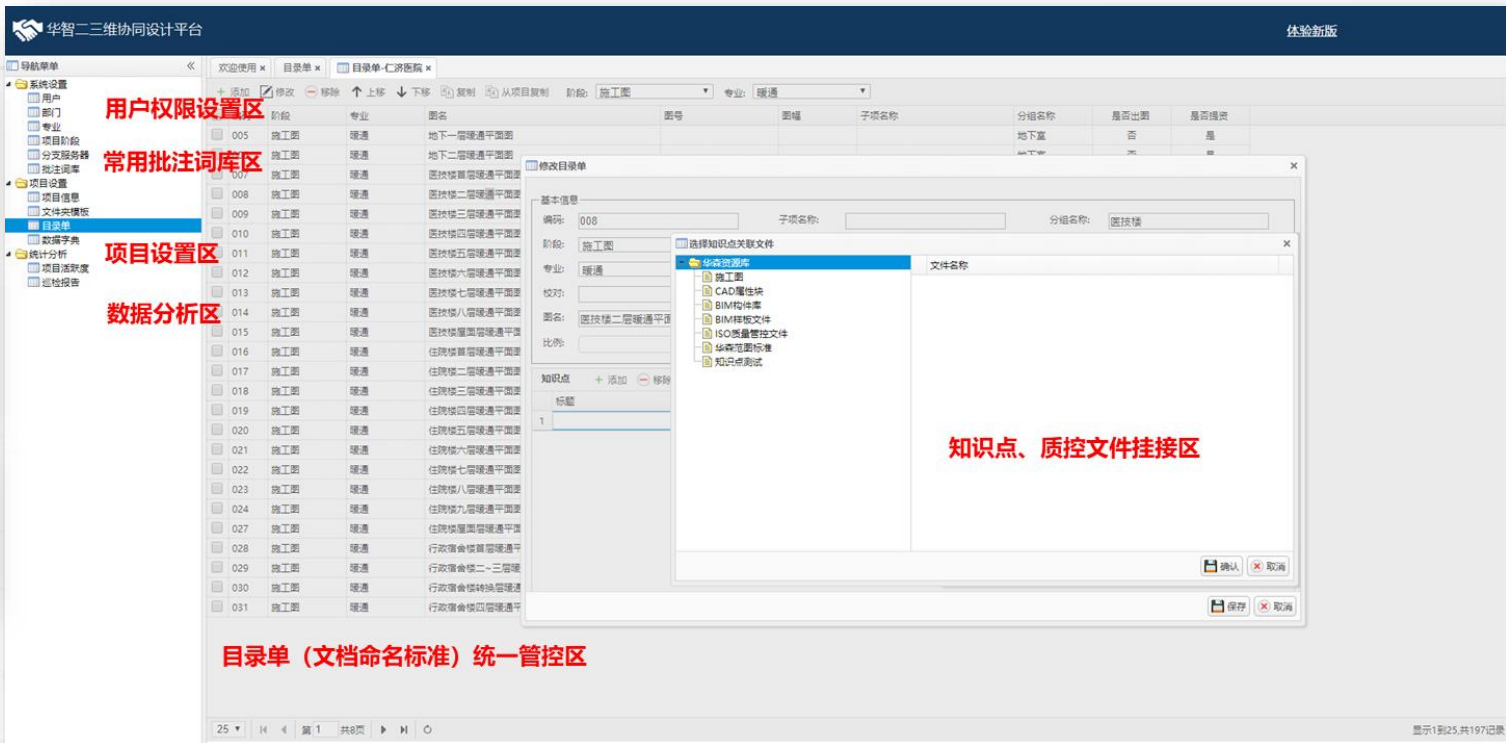 华智二三维协同设计平台
体验新版
导航菜单
欢迎使用 目录单 目录单-仁济医院
系统设置
用户
部门
专业
项目阶段
分支服务器
批注词库
项目设置
项目信息
文件夹模板
目录单
数据字典
统计分析
项目活跃度
巡检报告
用户权限设置区
常用批注词库区
项目设置区
数据分析区
添加 修改 移除 上移 下移 复制 从项目复制 阶段: 施工图 专业: 暖通
阶段 专业 图名 图号 图幅 子项名称 分组名称 是否出图 是否提资
005 施工图 暖通 地下一层暖通平面图 地下室 否 是
施工图 暖通 地下二层暖通平面图 地下室 否 是
007 施工图 暖通 医技楼首层暖通平面图
008 施工图 暖通 医技楼二层暖通平面图
009 施工图 暖通 医技楼三层暖通平面图
010 施工图 暖通 医技楼四层暖通平面图
011 施工图 暖通 医技楼五层暖通平面图
012 施工图 暖通 医技楼六层暖通平面图
013 施工图 暖通 医技楼七层暖通平面图
014 施工图 暖通 医技楼八层暖通平面图
015 施工图 暖通 医技楼屋面层暖通平面
016 施工图 暖通 住院楼首层暖通平面图
017 施工图 暖通 住院楼二层暖通平面图
018 施工图 暖通 住院楼三层暖通平面图
019 施工图 暖通 住院楼四层暖通平面图
020 施工图 暖通 住院楼五层暖通平面图
021 施工图 暖通 住院楼六层暖通平面图
022 施工图 暖通 住院楼七层暖通平面图
023 施工图 暖通 住院楼八层暖通平面图
024 施工图 暖通 住院楼九层暖通平面图
027 施工图 暖通 住院楼屋面层暖通平面
028 施工图 暖通 行政宿舍楼首层暖通平
029 施工图 暖通 行政宿舍楼二~三层暖
030 施工图 暖通 行政宿舍楼转换层暖通
031 施工图 暖通 行政宿舍楼四层暖通平
修改目录单
基本信息
编码: 008 子项名称: 分组名称: 医技楼
阶段: 施工图
专业: 暖通
校对:
图名: 医技楼二层暖通平面
比例:
知识点 添加 移除
标题
1
选择知识点关联文件
华森资源库
施工图
CAD属性块
BIM构件库
BIM样板文件
ISO质量管控文件
华森范图标准
知识点测试
文件名称
知识点、质控文件挂接区
确认 取消
保存 取消
目录单（文档命名标准）统一管控区
25 第 1 共8页
显示1到25,共197记录